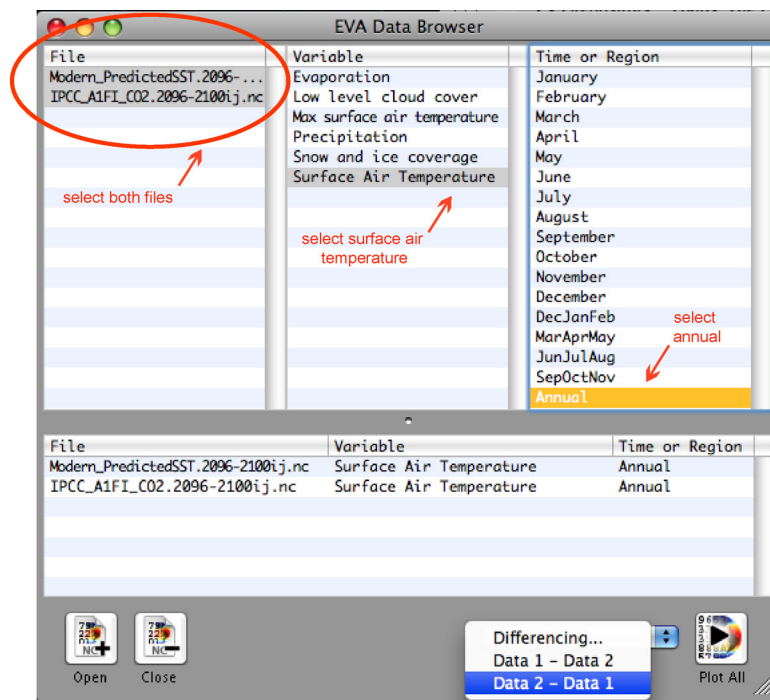 EVA Data Browser
File
Modern_PredictedSST.2096-...
IPCC_A1FI_CO2.2096-2100ij.nc
select both files
Variable
Evaporation
Low level cloud cover
Max surface air temperature
Precipitation
Snow and ice coverage
Surface Air Temperature
select surface air
temperature
Time or Region
January
February
March
April
May
June
July
August
September
October
November
December
DecJanFeb
MarAprMay
JunJulAug
SepOctNov
Annual
select
annual
File Variable Time or Region
Modern_PredictedSST.2096-2100ij.nc Surface Air Temperature Annual
IPCC_A1FI_CO2.2096-2100ij.nc Surface Air Temperature Annual
Open
Close
Differencing...
Data 1 - Data 2
Data 2 - Data 1
Plot All